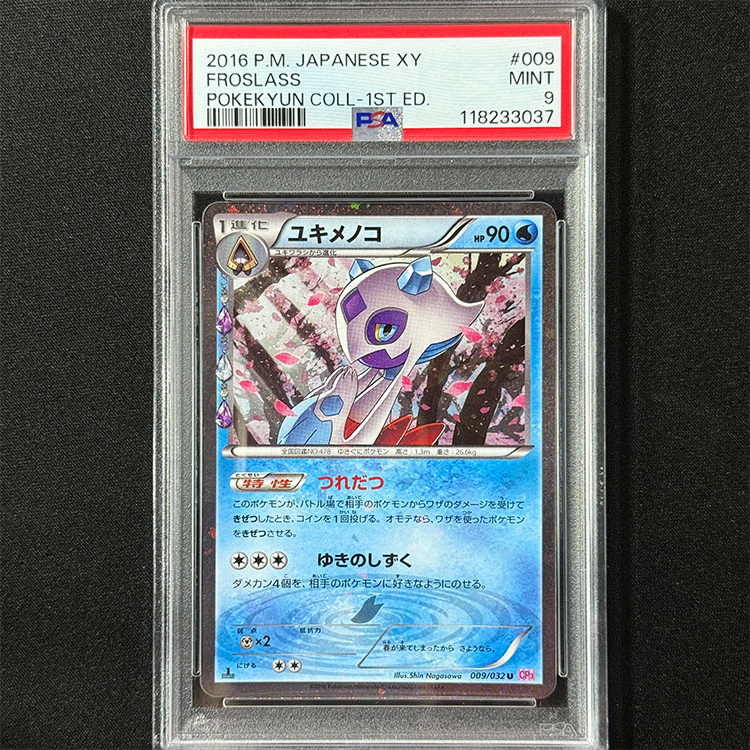 2016 P.M. JAPANESE XY #009
FROSLASS MINT
POKEKYUN COLL-1ST ED. 9
PSA 118233037
1進化 ユキメノコ HP90
ユキワラシから進化
全国図鑑NO.478 ゆきぐにポケモン 高さ:1.3m 重さ:26.6kg
とくせい
特性 つれだつ
このポケモンが、バトル場で相手のポケモンからワザのダメージを受けて
きぜつしたとき、コインを1回投げる。オモテなら、ワザを使ったポケモン
をきぜつさせる。
ゆきのしずく
ダメカン4個を、相手のポケモンに好きなようにのせる。
弱点 抵抗力
×2
春が来てしまったから さようなら。
にげる
1
Illus.Shin Nagasawa 009/032 U CP3
PSA